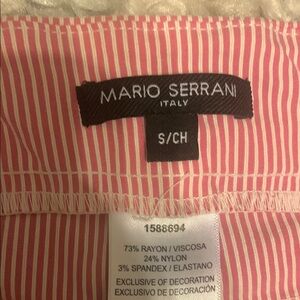 MARIO SERRANI
ITALY
S/CH
1588694
73% RAYON / VISCOSA
24% NYLON
3% SPANDEX / ELASTANO
EXCLUSIVE OF DECORATION
EXCLUSIVO DE DECORACIÓN